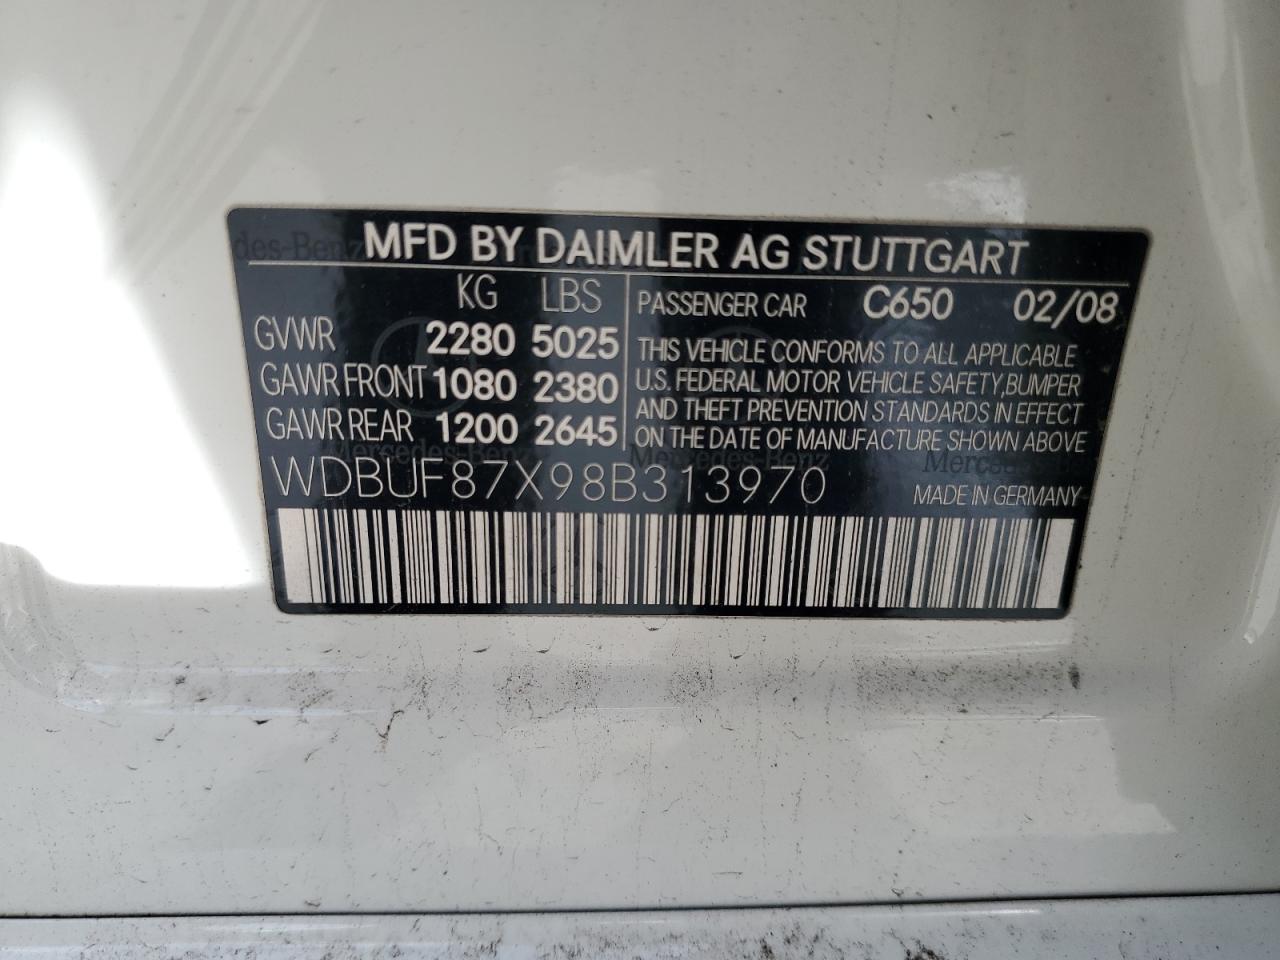 MFD BY DAIMLER AG STUTTGART
KG LBS
GVWR 2280 5025
GAWR FRONT 1080 2380
GAWR REAR 1200 2645
PASSENGER CAR C650 02/08
THIS VEHICLE CONFORMS TO ALL APPLICABLE
U.S. FEDERAL MOTOR VEHICLE SAFETY,BUMPER
AND THEFT PREVENTION STANDARDS IN EFFECT
ON THE DATE OF MANUFACTURE SHOWN ABOVE
WDBUF87X98B313970 MADE IN GERMANY
Mercedes-Benz